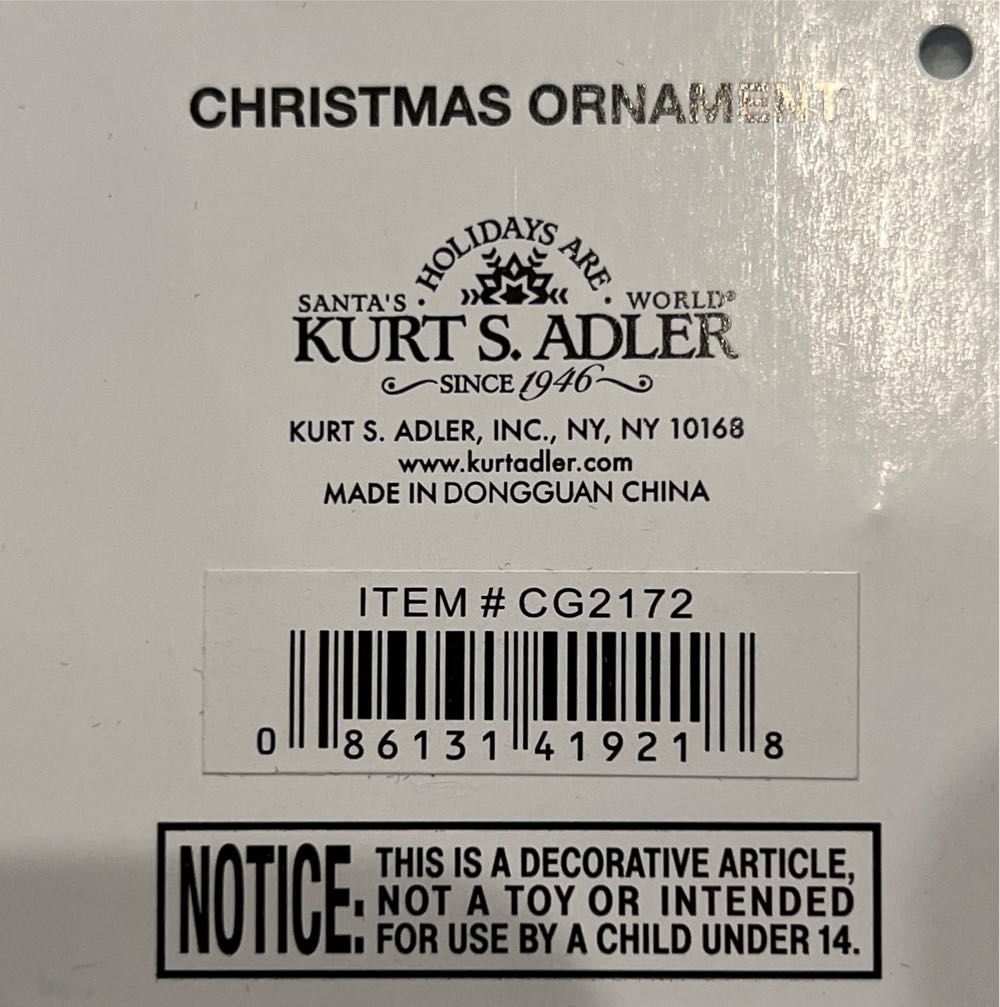 CHRISTMAS ORNAMENT
HOLIDAYS ARE
SANTA'S · · WORLD®
KURT S. ADLER
SINCE 1946
KURT S. ADLER, INC., NY, NY 10168
www.kurtadler.com
MADE IN DONGGUAN CHINA
ITEM # CG2172
0 86131 41921 8
NOTICE: THIS IS A DECORATIVE ARTICLE,
NOT A TOY OR INTENDED
FOR USE BY A CHILD UNDER 14.